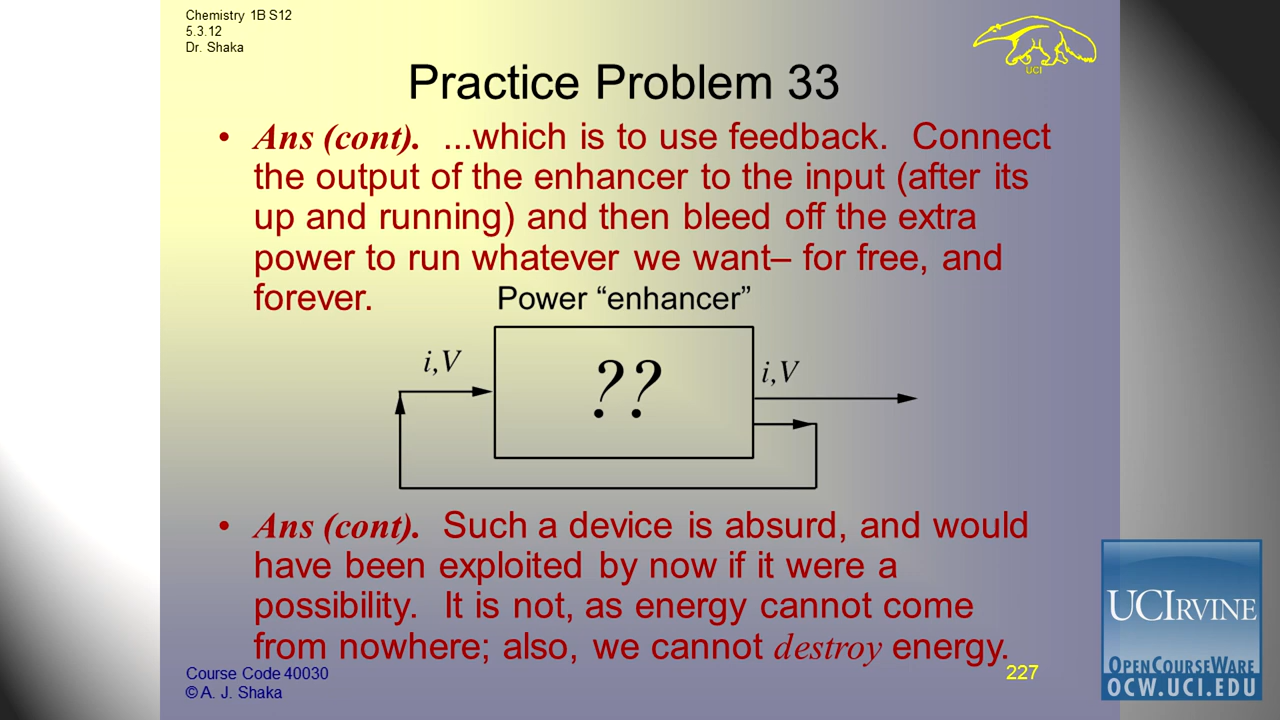 Chemistry 1B S12
5.3.12
Dr. Shaka
UCI
Practice Problem 33
• Ans (cont). ...which is to use feedback. Connect
the output of the enhancer to the input (after its
up and running) and then bleed off the extra
power to run whatever we want– for free, and
forever.
Power “enhancer”
i,V
??
i,V
• Ans (cont). Such a device is absurd, and would
have been exploited by now if it were a
possibility. It is not, as energy cannot come
from nowhere; also, we cannot destroy energy.
Course Code 40030
© A. J. Shaka
227
UCIRVINE
OPENCOURSEWARE
OCW.UCI.EDU